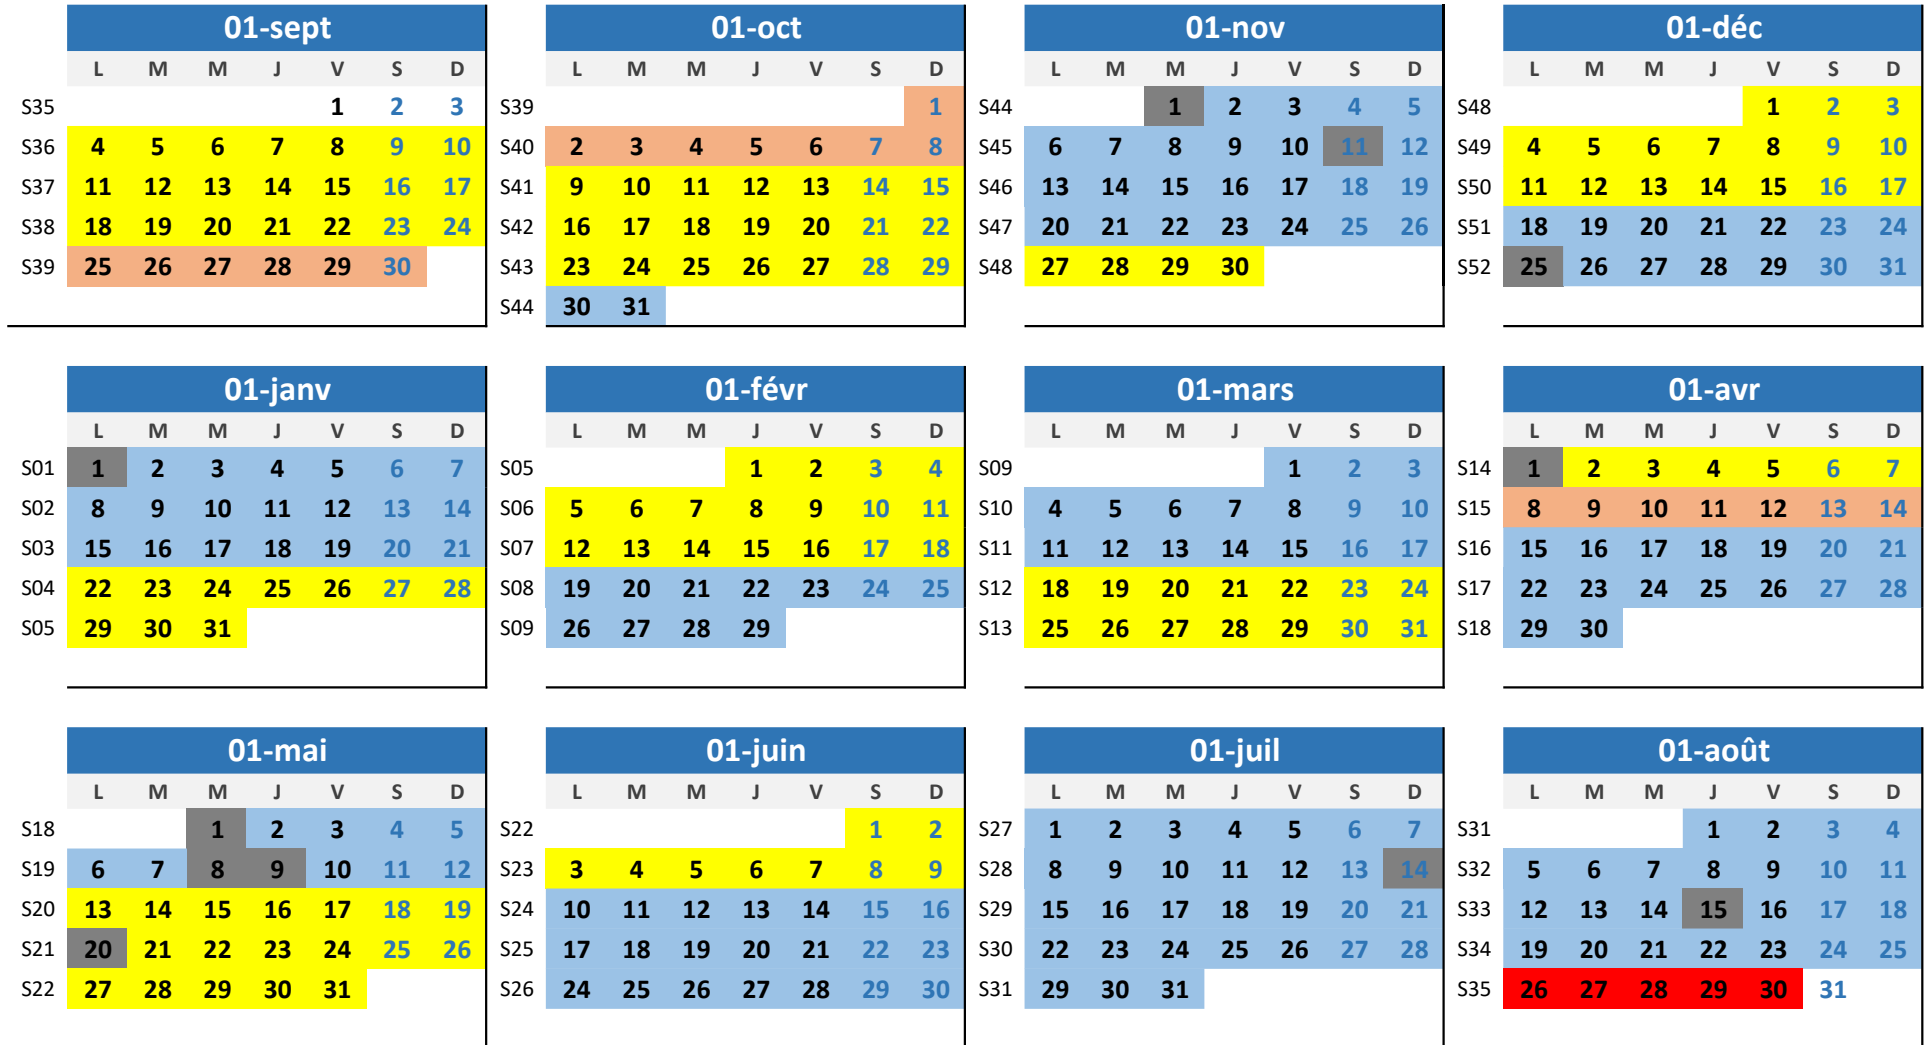 01-sept 01-oct 01-nov 01-déc
L M M J V S D L M M J V S D L M M J V S D L M M J V S D
S35 1 2 3 S39 1 S44 1 2 3 4 5 S48 1 2 3
S36 4 5 6 7 8 9 10 S40 2 3 4 5 6 7 8 S45 6 7 8 9 10 11 12 S49 4 5 6 7 8 9 10
S37 11 12 13 14 15 16 17 S41 9 10 11 12 13 14 15 S46 13 14 15 16 17 18 19 S50 11 12 13 14 15 16 17
S38 18 19 20 21 22 23 24 S42 16 17 18 19 20 21 22 S47 20 21 22 23 24 25 26 S51 18 19 20 21 22 23 24
S39 25 26 27 28 29 30 S43 23 24 25 26 27 28 29 S48 27 28 29 30 S52 25 26 27 28 29 30 31
S44 30 31
01-janv 01-févr 01-mars 01-avr
L M M J V S D L M M J V S D L M M J V S D L M M J V S D
S01 1 2 3 4 5 6 7 S05 1 2 3 4 S09 1 2 3 S14 1 2 3 4 5 6 7
S02 8 9 10 11 12 13 14 S06 5 6 7 8 9 10 11 S10 4 5 6 7 8 9 10 S15 8 9 10 11 12 13 14
S03 15 16 17 18 19 20 21 S07 12 13 14 15 16 17 18 S11 11 12 13 14 15 16 17 S16 15 16 17 18 19 20 21
S04 22 23 24 25 26 27 28 S08 19 20 21 22 23 24 25 S12 18 19 20 21 22 23 24 S17 22 23 24 25 26 27 28
S05 29 30 31 S09 26 27 28 29 S13 25 26 27 28 29 30 31 S18 29 30
01-mai 01-juin 01-juil 01-août
L M M J V S D L M M J V S D L M M J V S D L M M J V S D
S18 1 2 3 4 5 S22 1 2 S27 1 2 3 4 5 6 7 S31 1 2 3 4
S19 6 7 8 9 10 11 12 S23 3 4 5 6 7 8 9 S28 8 9 10 11 12 13 14 S32 5 6 7 8 9 10 11
S20 13 14 15 16 17 18 19 S24 10 11 12 13 14 15 16 S29 15 16 17 18 19 20 21 S33 12 13 14 15 16 17 18
S21 20 21 22 23 24 25 26 S25 17 18 19 20 21 22 23 S30 22 23 24 25 26 27 28 S34 19 20 21 22 23 24 25
S22 27 28 29 30 31 S26 24 25 26 27 28 29 30 S31 29 30 31 S35 26 27 28 29 30 31